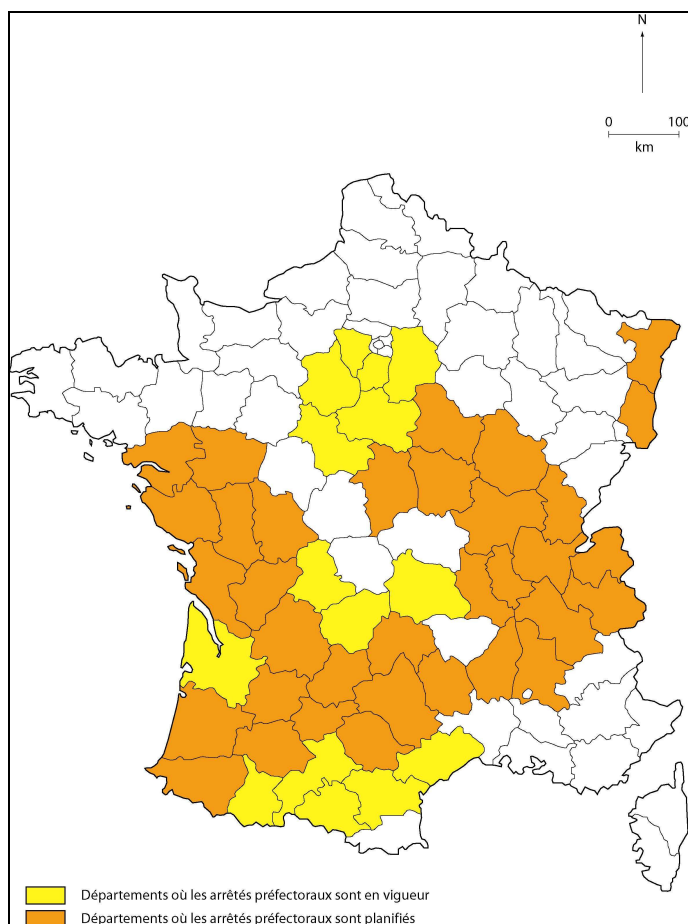 N
0 100
km
Départements où les arrêtés préfectoraux sont en vigueur
Départements où les arrêtés préfectoraux sont planifiés